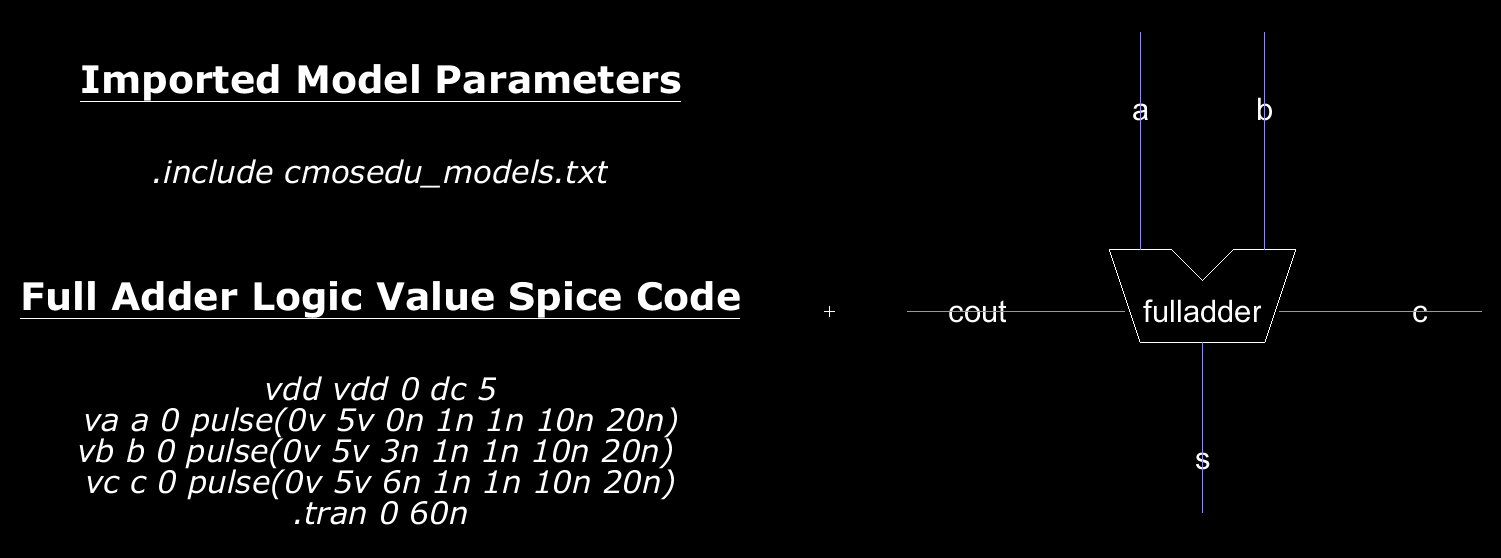 Imported Model Parameters
.include cmosedu_models.txt
Full Adder Logic Value Spice Code
vdd vdd 0 dc 5
va a 0 pulse(0v 5v 0n 1n 1n 10n 20n)
vb b 0 pulse(0v 5v 3n 1n 1n 10n 20n)
vc c 0 pulse(0v 5v 6n 1n 1n 10n 20n)
.tran 0 60n
a b
cout fulladder c
s